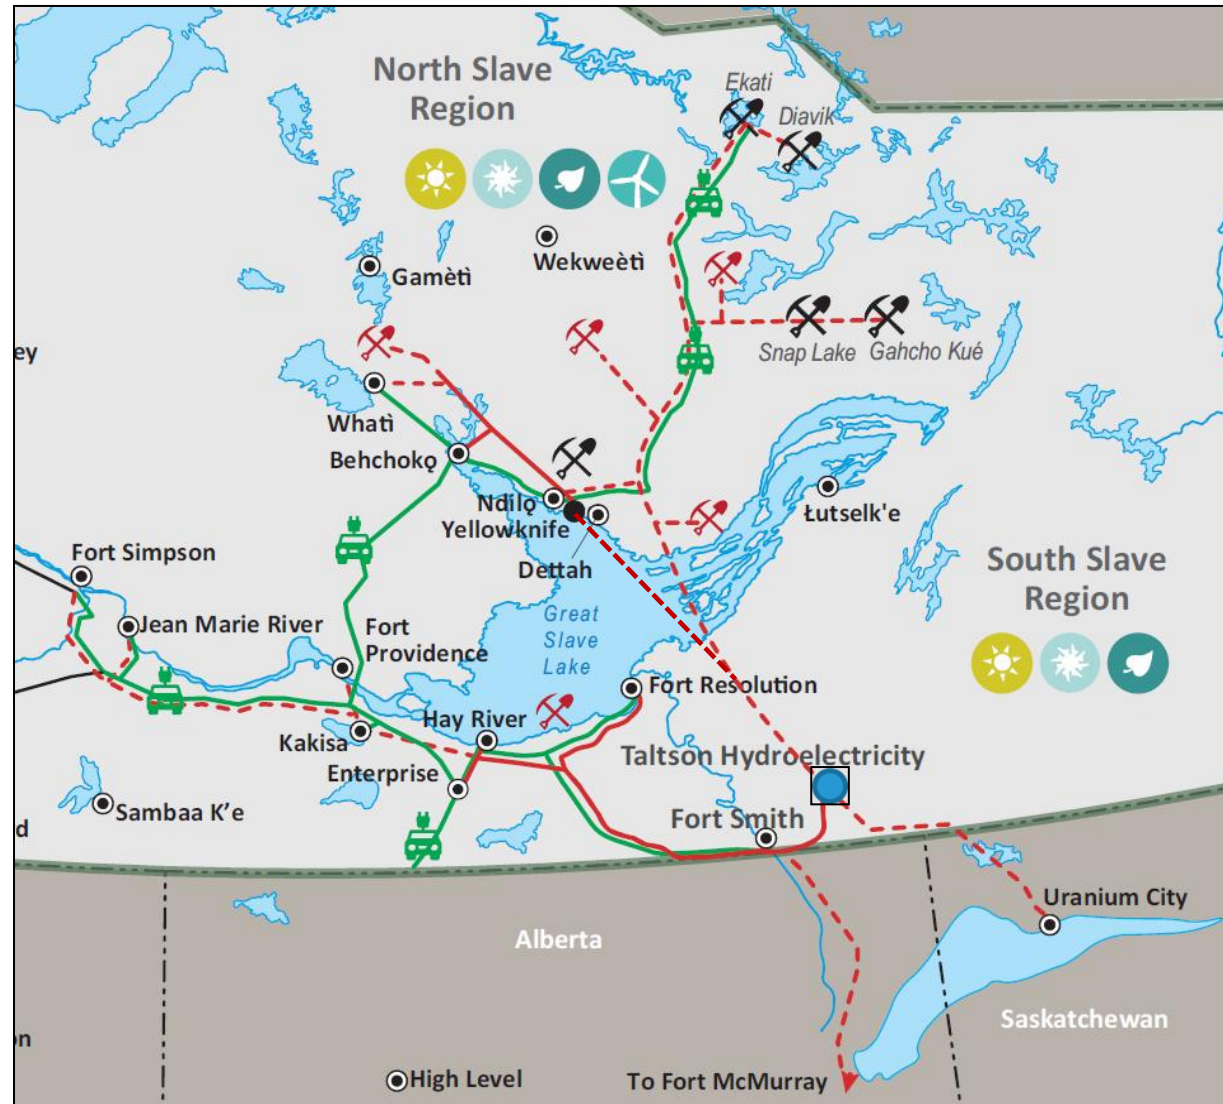 North Slave
Region
Ekati
Diavik
Wekweètì
Gamètì
ey
Snap Lake
Gahcho Kué
Whatì
Behchokǫ
Ndilǫ
Yellowknife
Łutselk'e
Dettah
Fort Simpson
South Slave
Region
Great
Slave
Lake
Jean Marie River
Fort
Providence
Fort Resolution
Hay River
Kakisa
Taltson Hydroelectricity
Enterprise
Sambaa K’e
d
Fort Smith
Uranium City
Alberta
Saskatchewan
on
High Level
To Fort McMurray